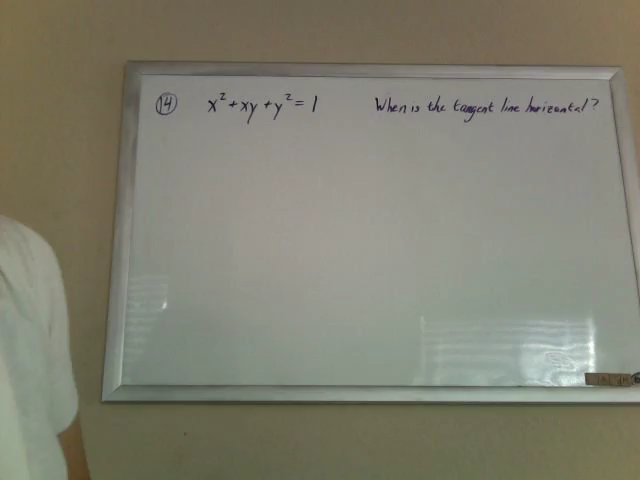 14 x² + xy + y² = 1 When is the tangent line horizontal?